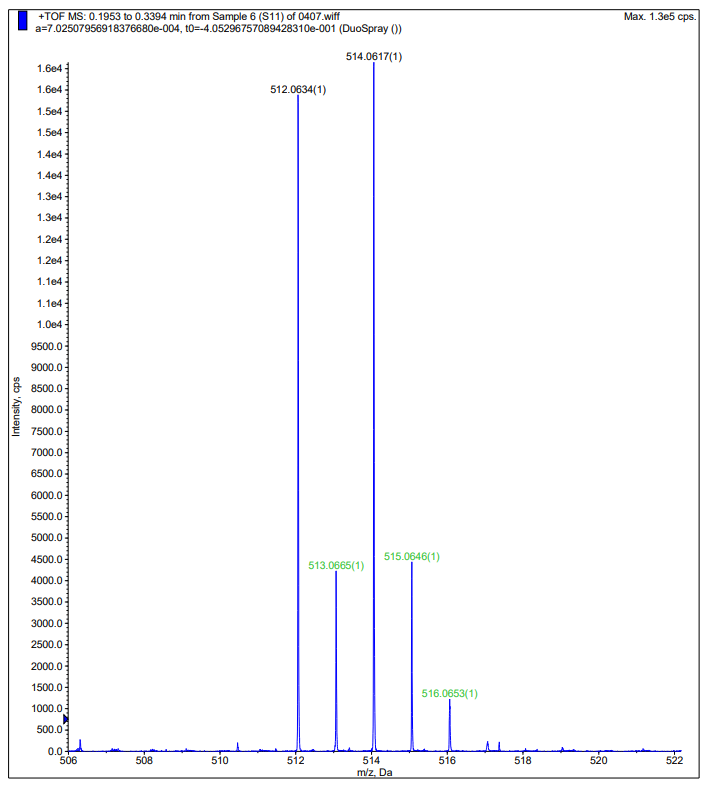 +TOF MS: 0.1953 to 0.3394 min from Sample 6 (S11) of 0407.wiff
Max. 1.3e5 cps.
a=7.02507956918376680e-004, t0=-4.05296757089428310e-001 (DuoSpray ())
514.0617(1)
1.6e4
512.0634(1)
1.6e4
1.5e4
1.5e4
1.4e4
1.4e4
1.3e4
1.3e4
1.2e4
1.2e4
1.1e4
1.1e4
1.0e4
9500.0
9000.0
8500.0
8000.0
7500.0
7000.0
6500.0
6000.0
5500.0
5000.0
4500.0
4000.0
3500.0
3000.0
2500.0
2000.0
1500.0
1000.0
500.0
0.0
Intensity, cps
515.0646(1)
513.0665(1)
516.0653(1)
506 508 510 512 514 516 518 520 522
m/z, Da